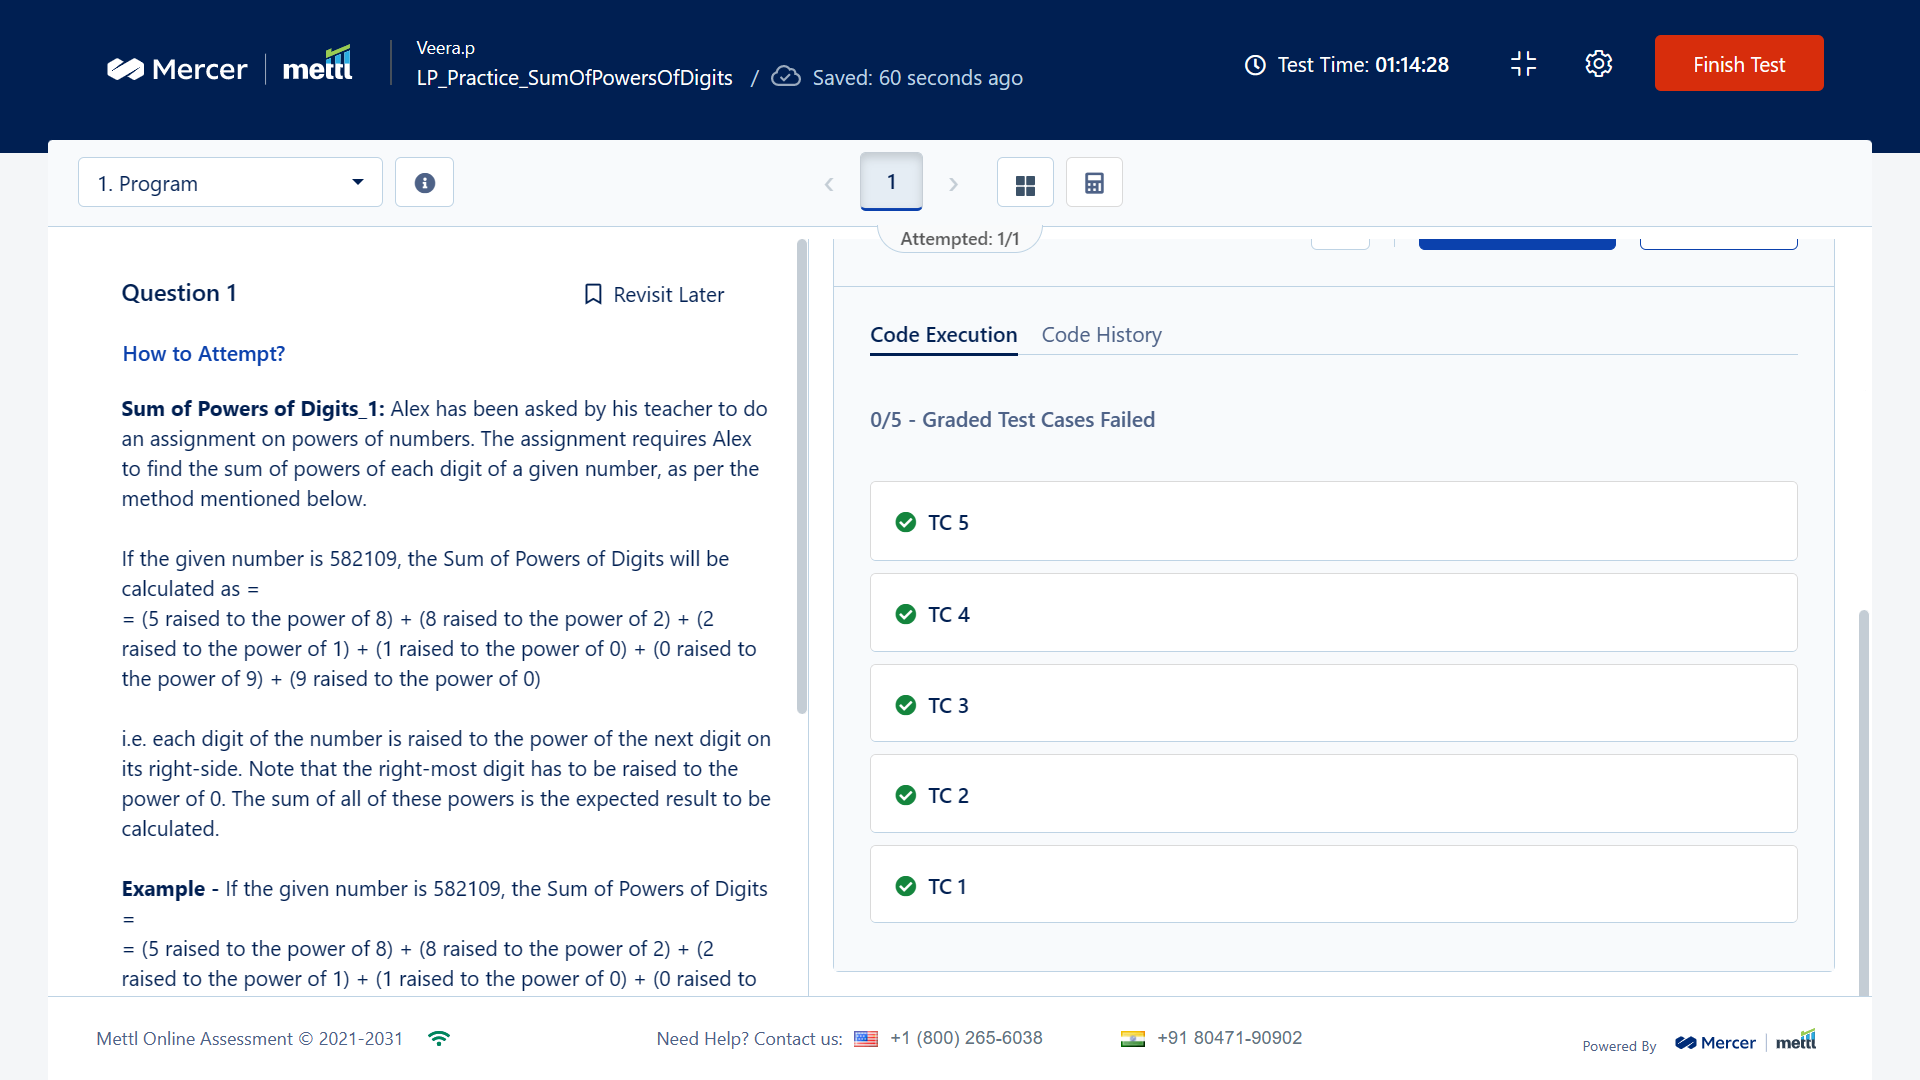 Mercer
mettl
Veera.p
LP_Practice_SumOfPowersOfDigits / Saved: 60 seconds ago
Test Time: 01:14:28
Finish Test
1. Program
1
Attempted: 1/1
Question 1
Revisit Later
How to Attempt?
Sum of Powers of Digits_1: Alex has been asked by his teacher to do
an assignment on powers of numbers. The assignment requires Alex
to find the sum of powers of each digit of a given number, as per the
method mentioned below.
If the given number is 582109, the Sum of Powers of Digits will be
calculated as =
= (5 raised to the power of 8) + (8 raised to the power of 2) + (2
raised to the power of 1) + (1 raised to the power of 0) + (0 raised to
the power of 9) + (9 raised to the power of 0)
i.e. each digit of the number is raised to the power of the next digit on
its right-side. Note that the right-most digit has to be raised to the
power of 0. The sum of all of these powers is the expected result to be
calculated.
Example - If the given number is 582109, the Sum of Powers of Digits
=
= (5 raised to the power of 8) + (8 raised to the power of 2) + (2
raised to the power of 1) + (1 raised to the power of 0) + (0 raised to
Code Execution
Code History
0/5 - Graded Test Cases Failed
TC 5
TC 4
TC 3
TC 2
TC 1
Mettl Online Assessment © 2021-2031
Need Help? Contact us: +1 (800) 265-6038
+91 80471-90902
Powered By
Mercer
mettl